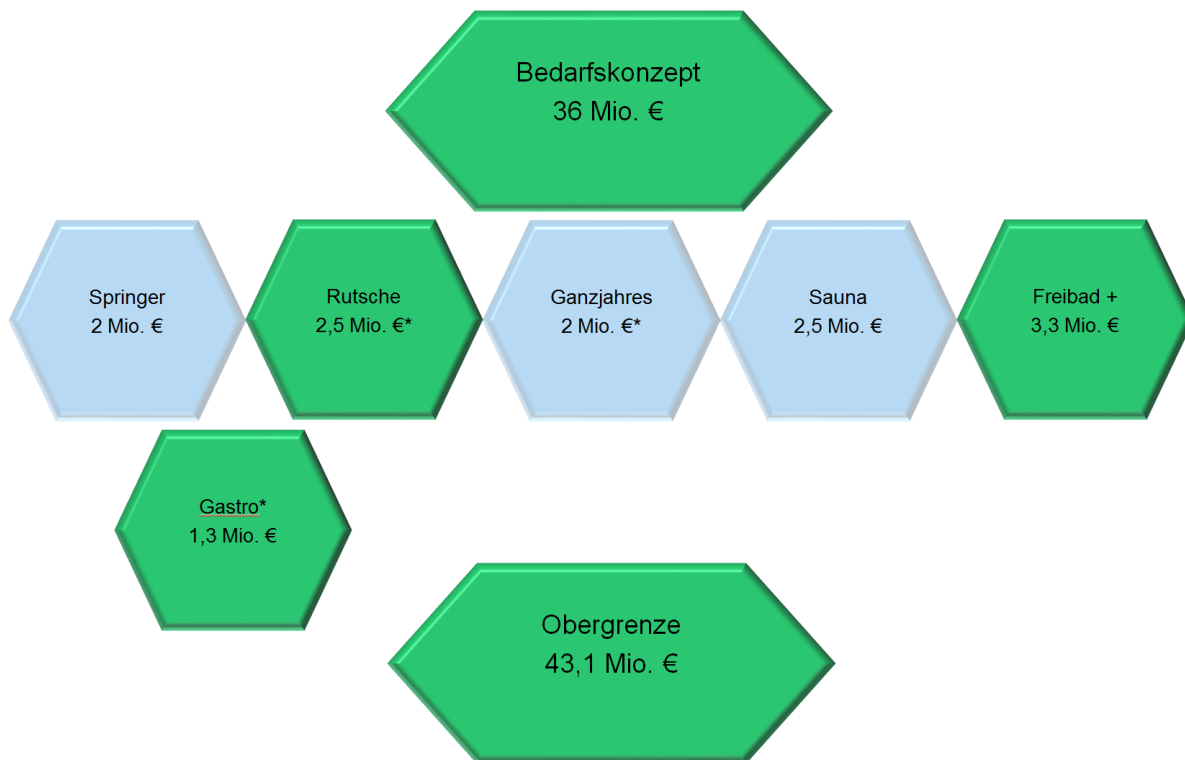 Bedarfskonzept
36 Mio. €
Springer
2 Mio. €
Rutsche
2,5 Mio. €*
Ganzjahres
2 Mio. €*
Sauna
2,5 Mio. €
Freibad +
3,3 Mio. €
Gastro*
1,3 Mio. €
Obergrenze
43,1 Mio. €